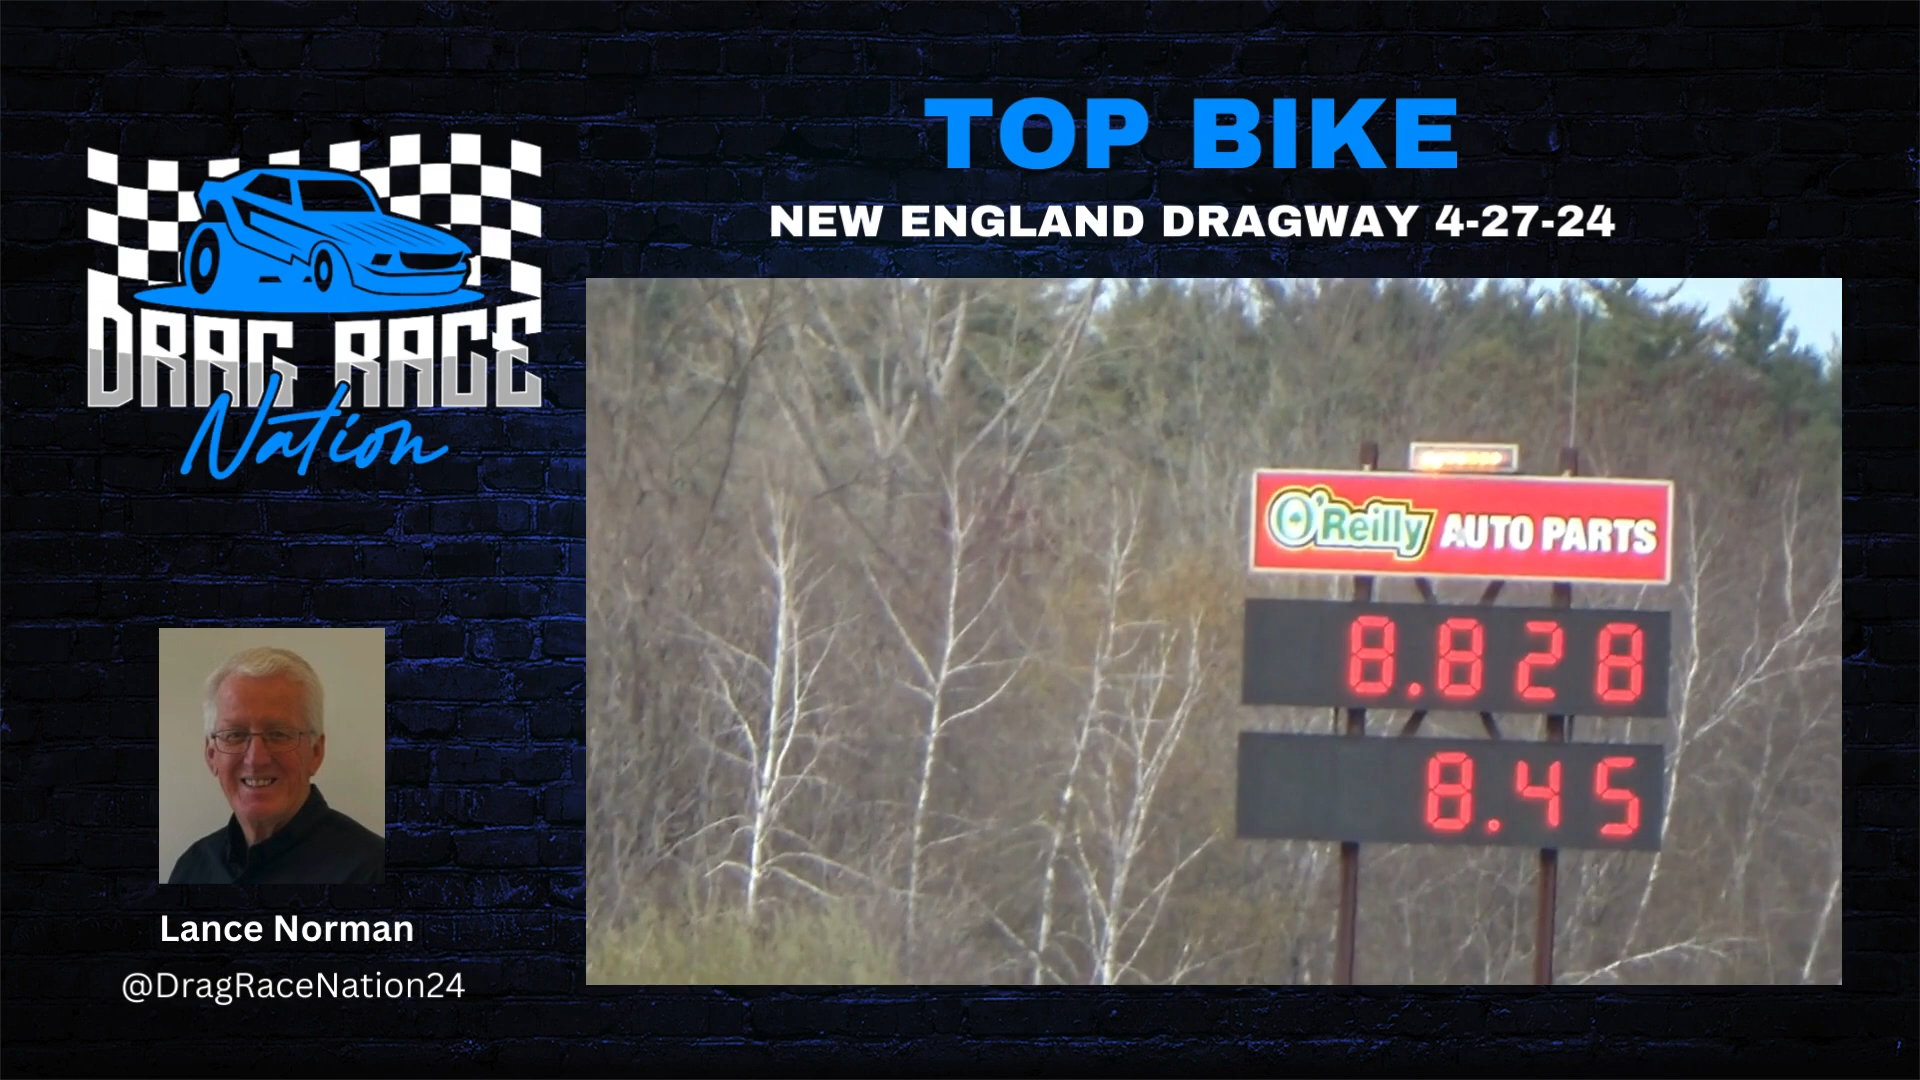 TOP BIKE
NEW ENGLAND DRAGWAY 4-27-24
DRAG RACE
Nation
O'Reilly AUTO PARTS
8.828
8.45
Lance Norman
@DragRaceNation24